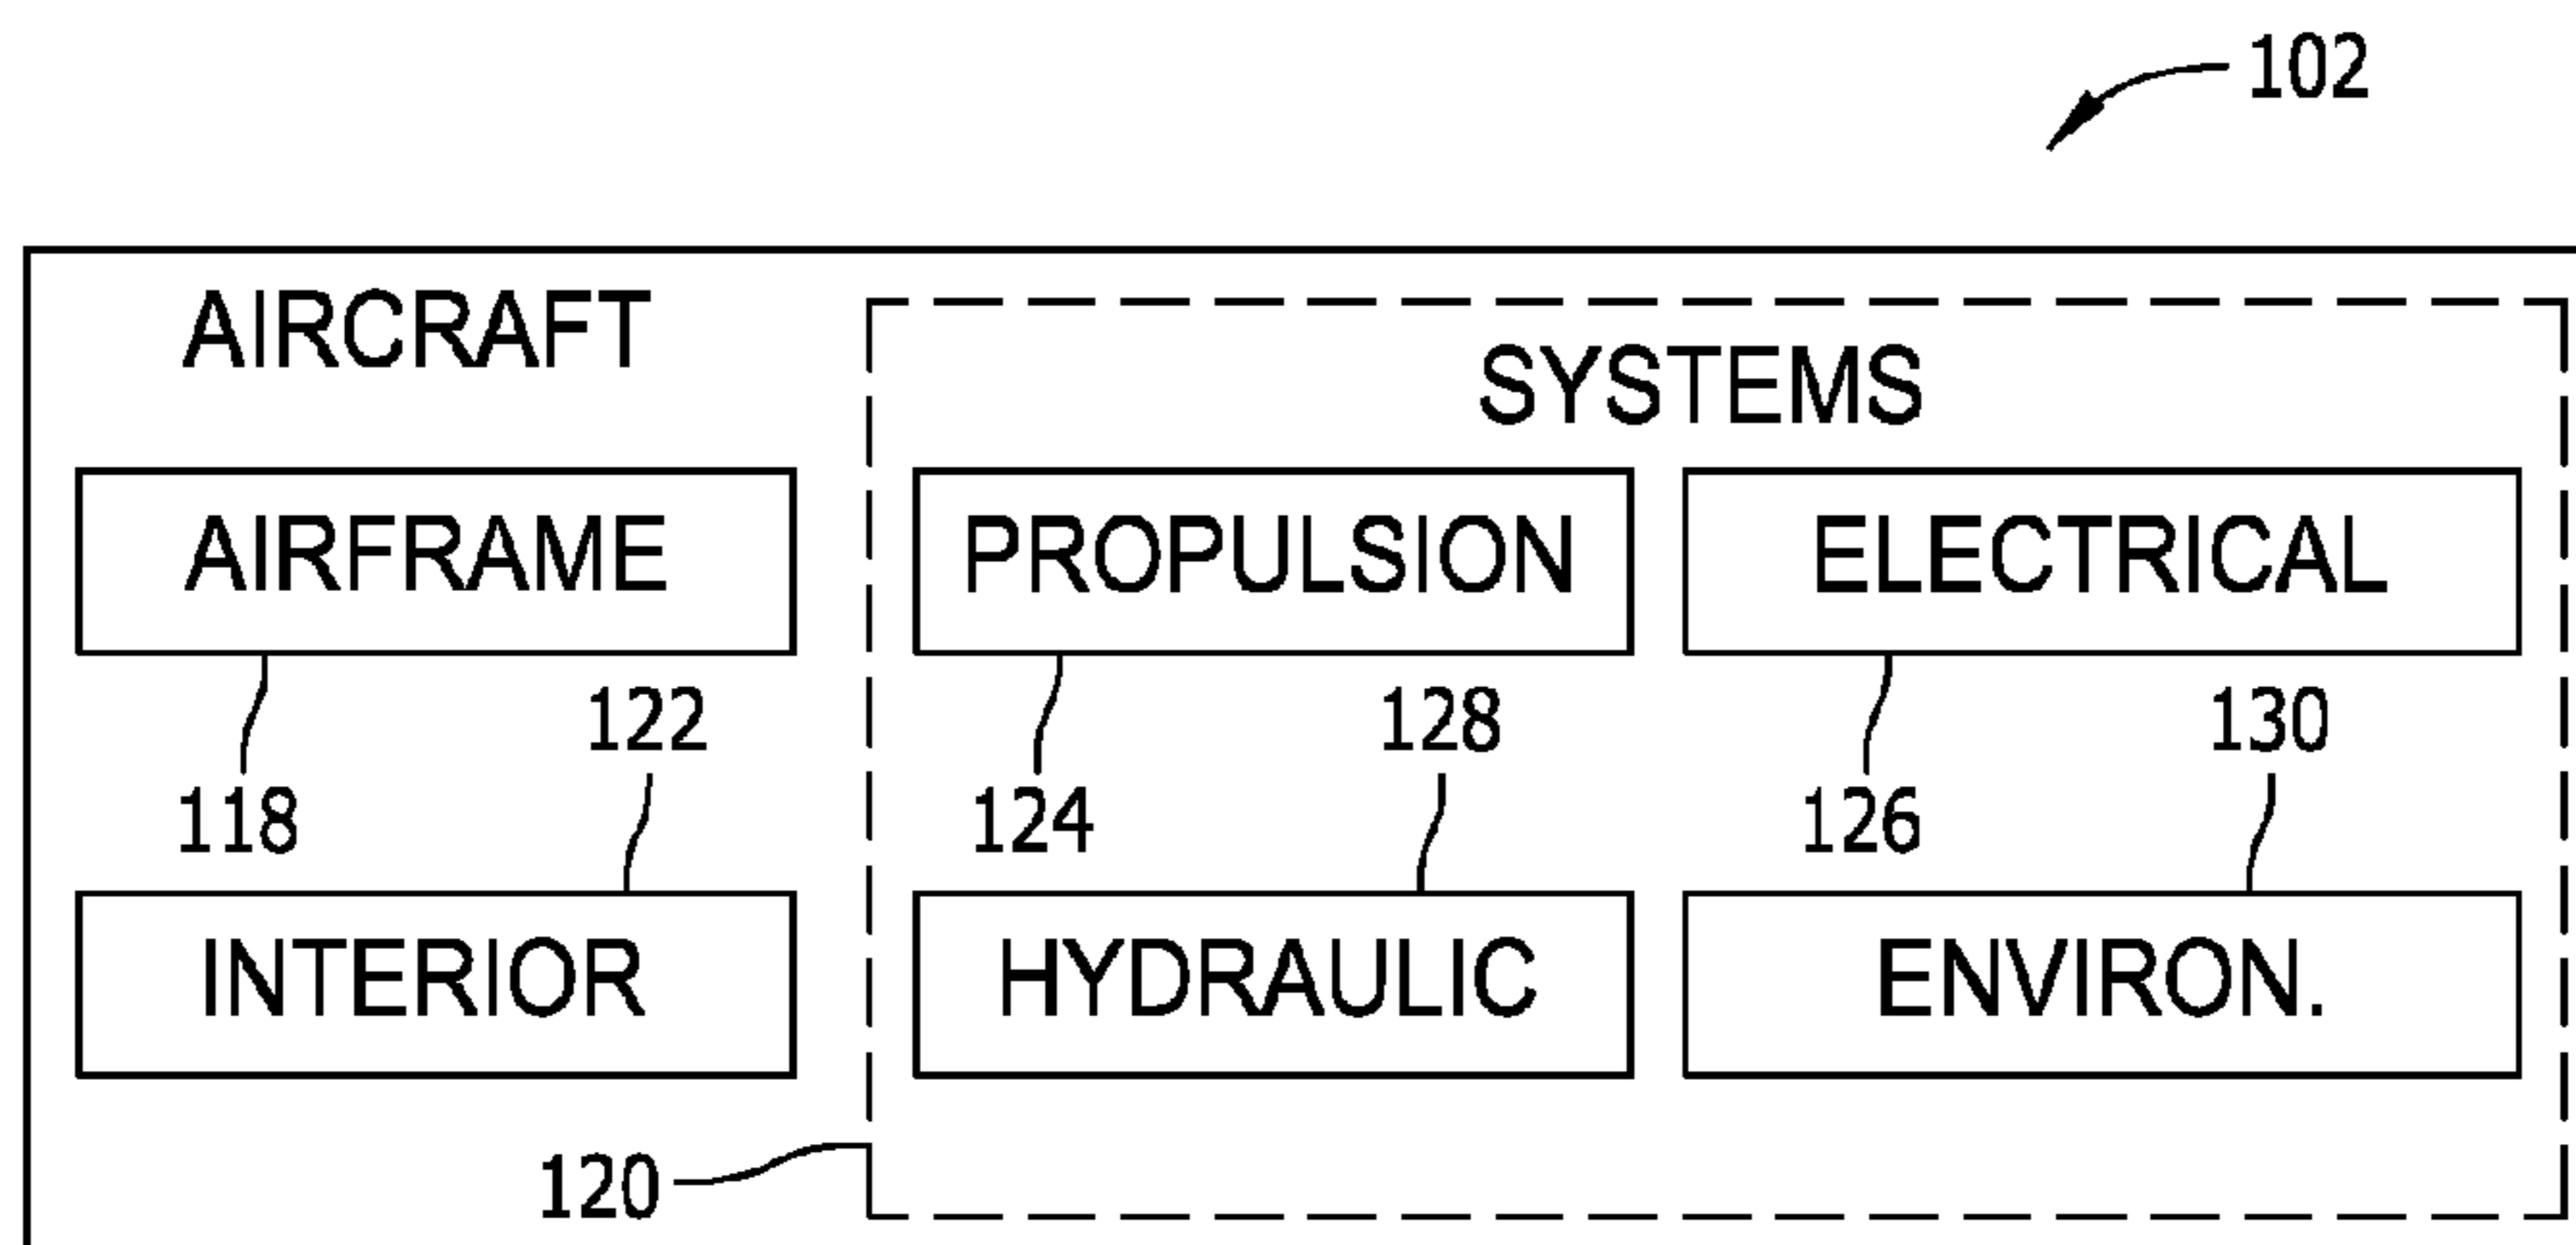 102
AIRCRAFT
SYSTEMS
AIRFRAME
PROPULSION
ELECTRICAL
122
128
130
118
124
126
INTERIOR
HYDRAULIC
ENVIRON.
120